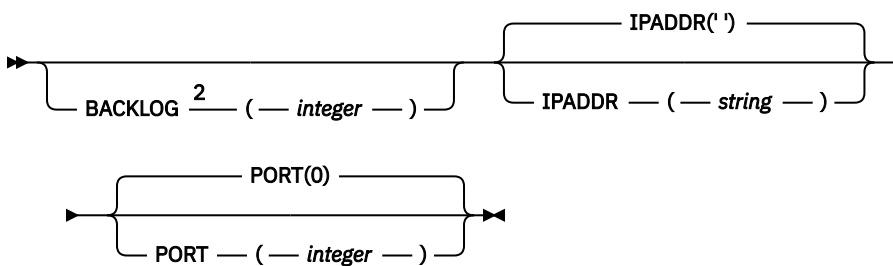 IPADDR(' ')
BACKLOG 2 ( integer )
IPADDR ( string )
PORT(0)
PORT ( integer )